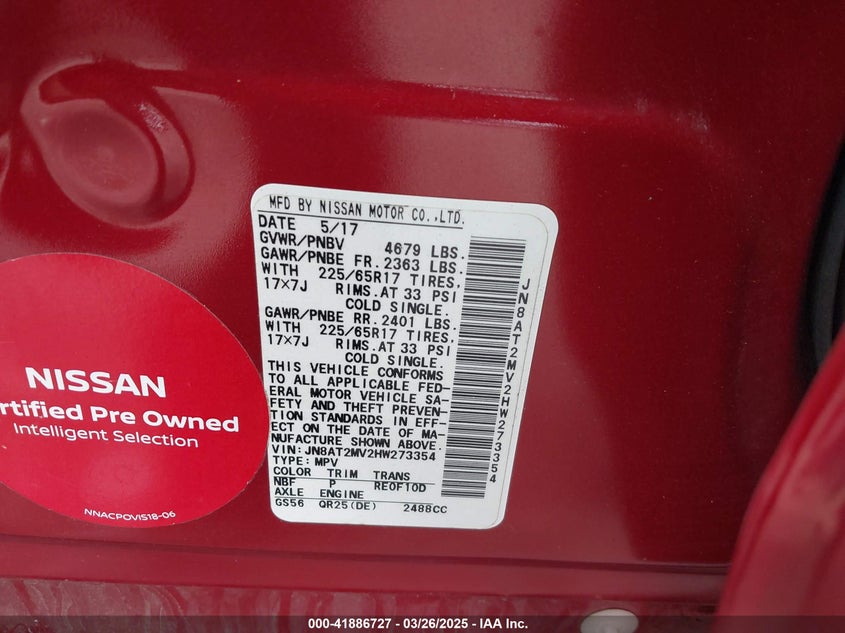 MFD BY NISSAN MOTOR CO.,LTD.
DATE 5/17
GVWR/PNBV 4679 LBS.
GAWR/PNBE FR. 2363 LBS.
WITH 225/65R17 TIRES,
17×7J RIMS.AT 33 PSI
COLD SINGLE.
GAWR/PNBE RR. 2401 LBS.
WITH 225/65R17 TIRES,
17×7J RIMS.AT 33 PSI
COLD SINGLE.
THIS VEHICLE CONFORMS
TO ALL APPLICABLE FED-
ERAL MOTOR VEHICLE SA-
FETY AND THEFT PREVEN-
TION STANDARDS IN EFF-
ECT ON THE DATE OF MA-
NUFACTURE SHOWN ABOVE.
VIN:JN8AT2MV2HW273354
TYPE:MPV
COLOR TRIM TRANS
NBF P RE0F10D
AXLE ENGINE
GS56 QR25(DE) 2488CC
JN8AT2MV2HW273354
NISSAN
rtified Pre Owned
Intelligent Selection
NNACPOVIS18-06
000-41886727 - 03/26/2025 - IAA Inc.